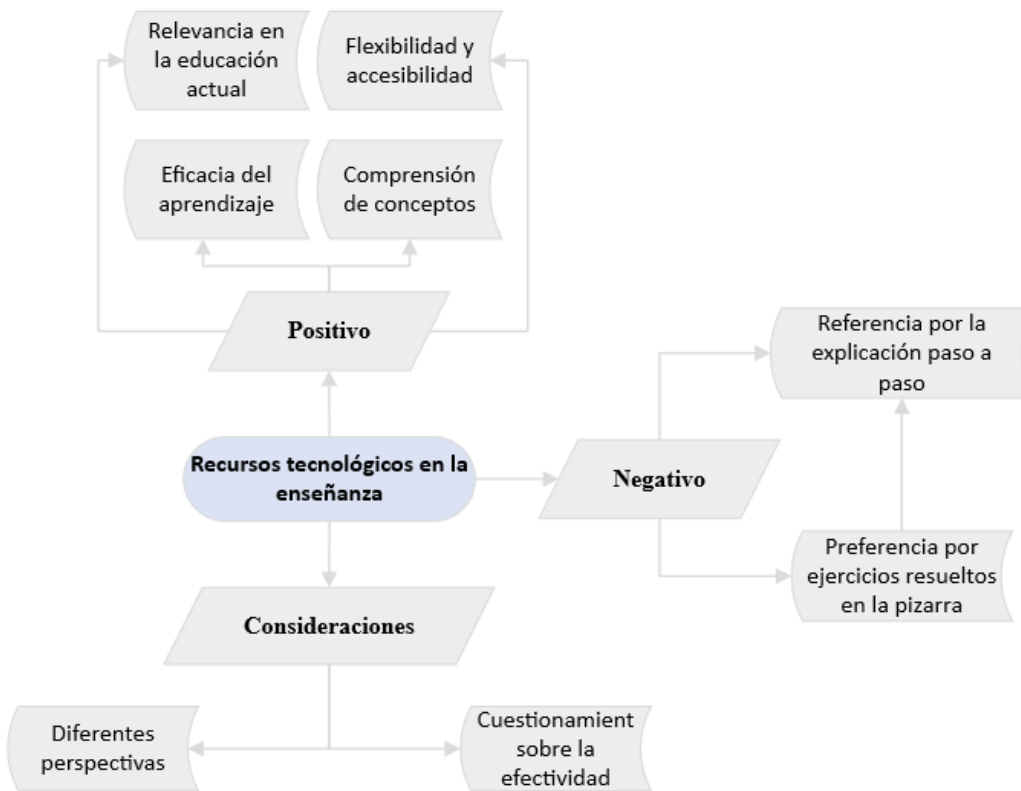 Relevancia en
la educación
actual
Flexibilidad y
accesibilidad
Eficacia del
aprendizaje
Comprensión
de conceptos
Positivo
Referencia por la
explicación paso a
paso
Recursos tecnológicos en la
enseñanza
Negativo
Preferencia por
ejercicios resueltos
en la pizarra
Consideraciones
Diferentes
perspectivas
Cuestionamient
sobre la
efectividad